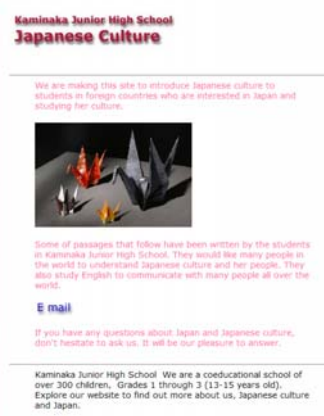 Kaminaka Junior High School
Japanese Culture
We are making this site to introduce Japanese culture to
students in foreign countries who are interested in Japan and
studying her culture.
Some of passages that follow have been written by the students
in Kaminaka Junior High School. They would like many people in
the world to understand Japanese culture and her people. They
also study English to communicate with many people all over the
world.
E mail
If you have any questions about Japan and Japanese culture,
don't hesitate to ask us. It will be our pleasure to answer.
Kaminaka Junior High School We are a coeducational school of
over 300 children, Grades 1 through 3 (13-15 years old).
Explore our website to find out more about us, Japanese culture
and Japan.